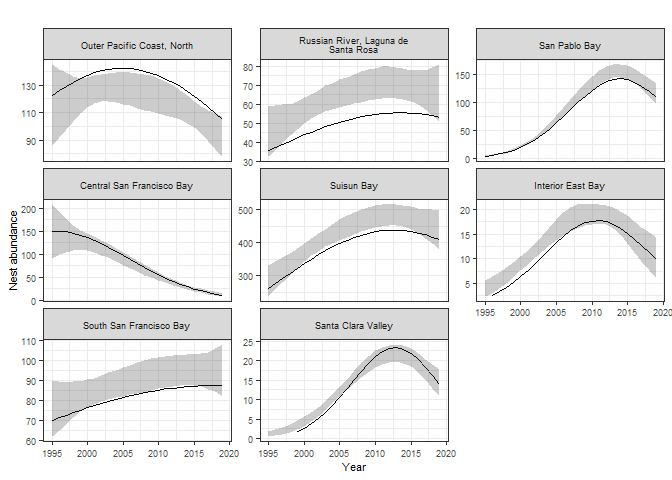 Outer Pacific Coast, North
Russian River, Laguna de
Santa Rosa
San Pablo Bay
130
110
90
80
70
60
50
40
30
150
100
50
0
Central San Francisco Bay
Suisun Bay
Interior East Bay
200
150
100
50
0
500
400
300
20
15
10
5
1995 2000 2005 2010 2015 2020
South San Francisco Bay
Santa Clara Valley
110
100
90
80
70
60
25
20
15
10
5
0
1995 2000 2005 2010 2015 2020
1995 2000 2005 2010 2015 2020
Nest abundance
Year